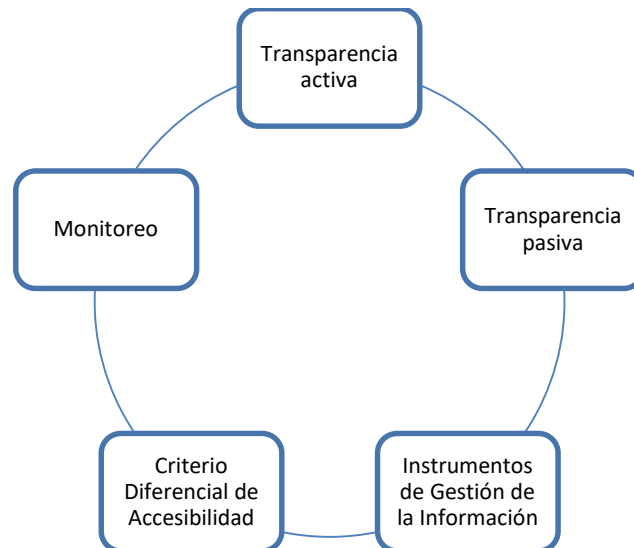 Transparencia
activa
Transparencia
pasiva
Instrumentos
de Gestión de
la Información
Criterio
Diferencial de
Accesibilidad
Monitoreo